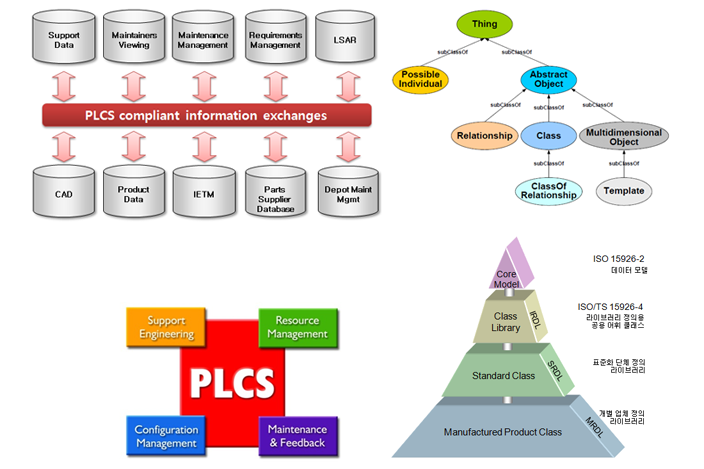 Support
Data
Maintainers
Viewing
Maintenance
Management
Requirements
Management
LSAR
PLCS compliant information exchanges
CAD
Product
Data
IETM
Parts
Supplier
Database
Depot Maint
Mgmt
Thing
subClassOf
subClassOf
Possible
Individual
Abstract
Object
subClassOf
subClassOf
subClassOf
Relationship
Class
Multidimensional
Object
subClassOf
subClassOf
ClassOf
Relationship
Template
Support
Engineering
Resource
Management
PLCS
Configuration
Management
Maintenance
& Feedback
Core
Model
ISO 15926-2
데이터 모델
Class
Library
IRDL
ISO/TS 15926-4
라이브러리 정의용
공용 어휘 클래스
Standard Class
SRDL
표준화 단체 정의
라이브러리
Manufactured Product Class
MRDL
개별 업체 정의
라이브러리